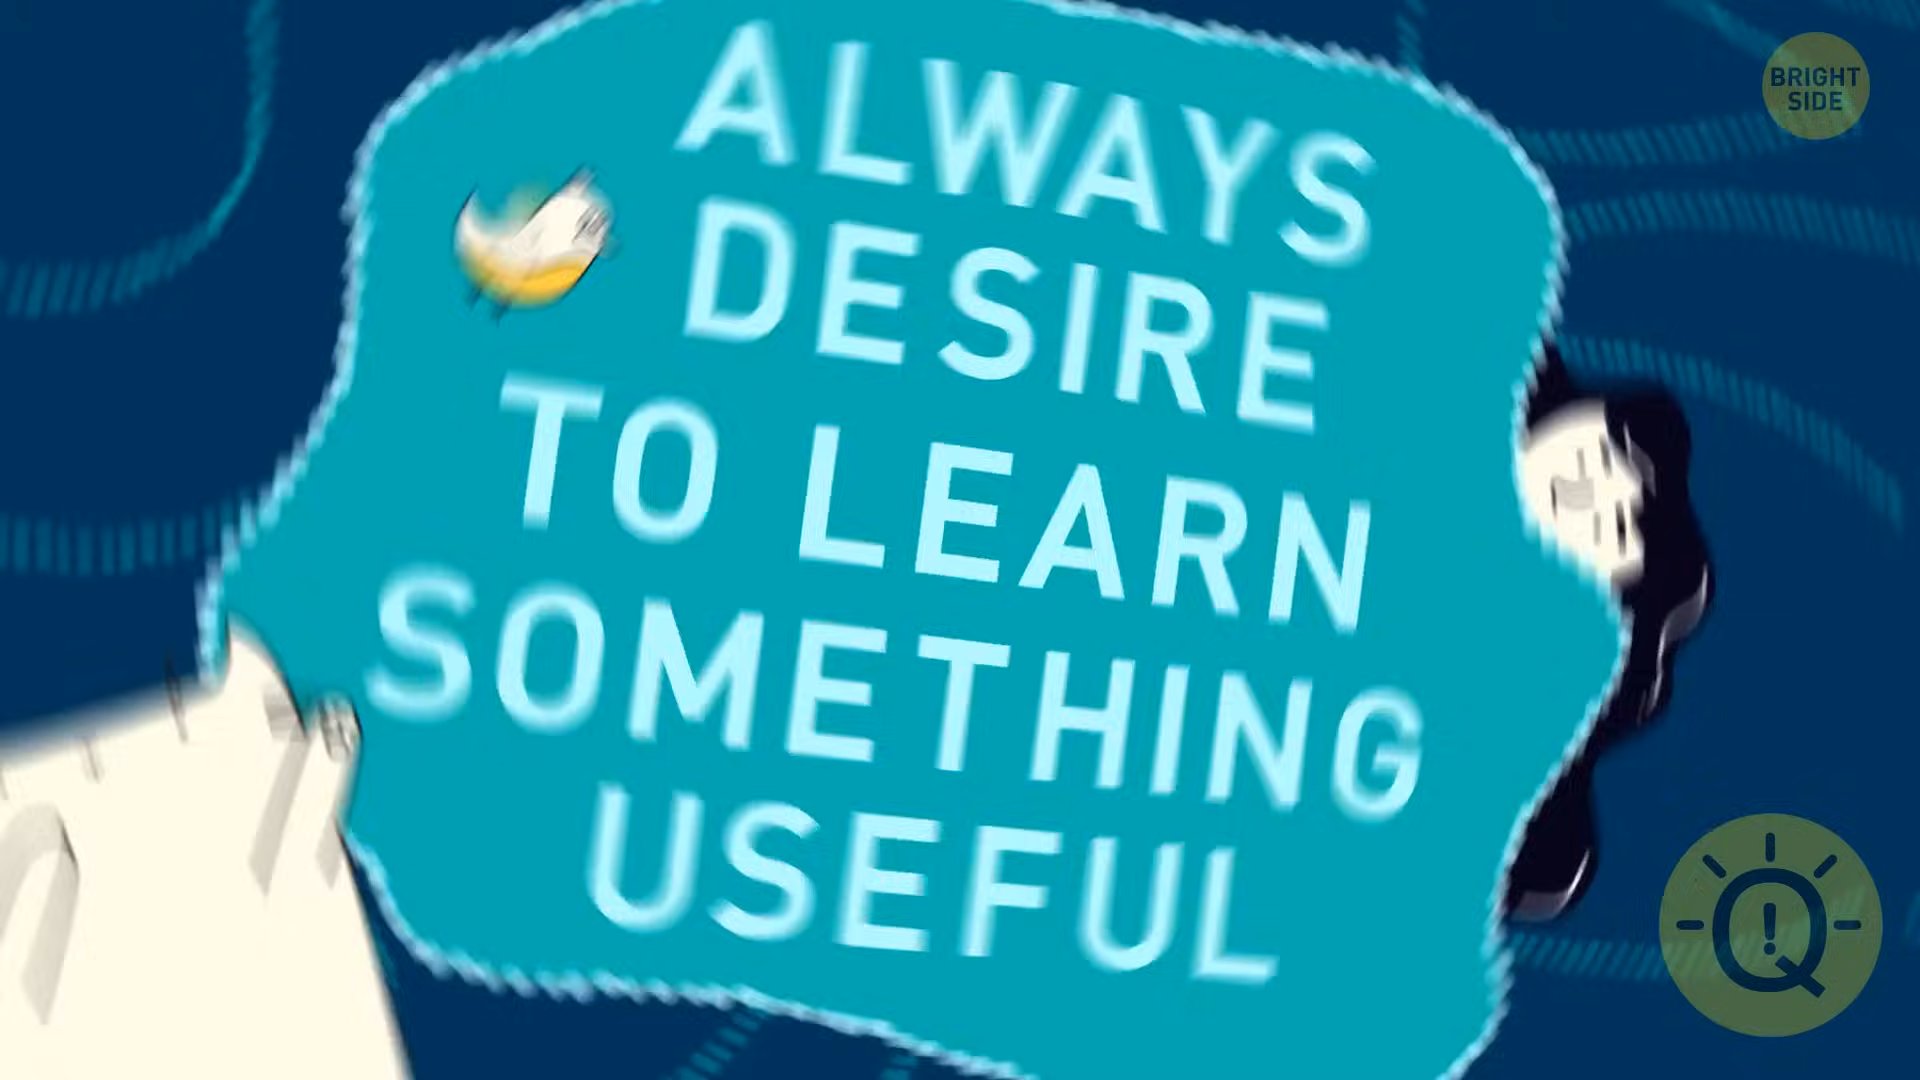 ALWAYS
DESIRE
TO LEARN
SOMETHING
USEFUL
BRIGHT
SIDE
Q!